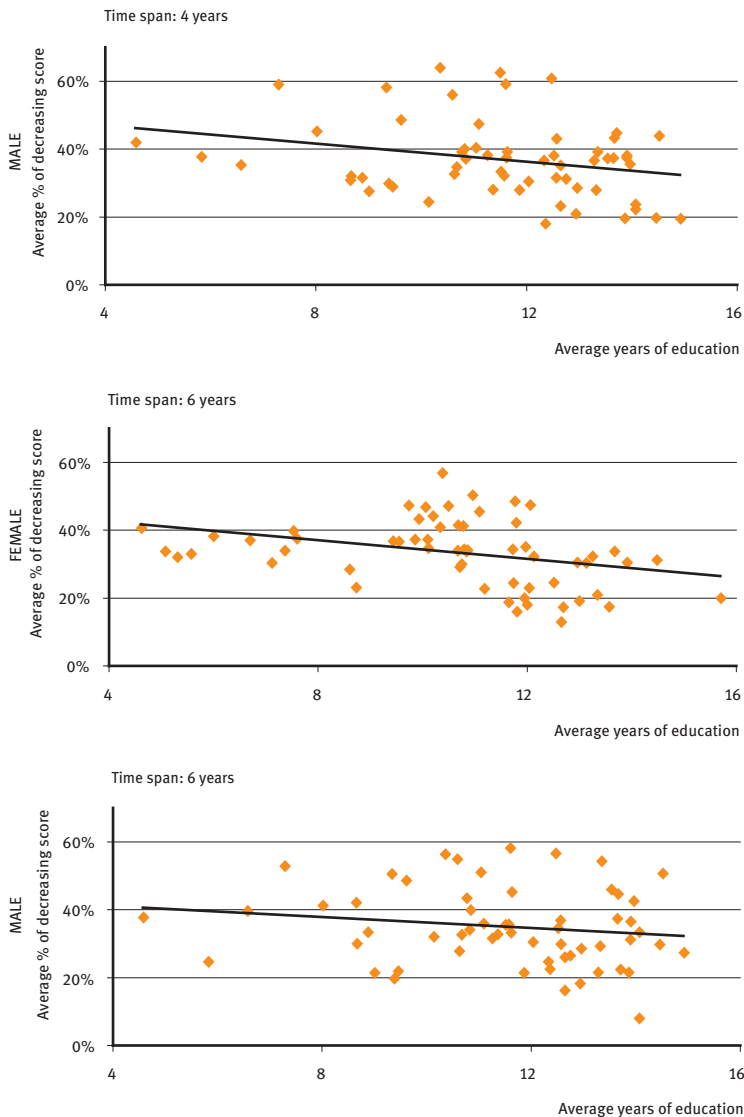 Time span: 4 years
MALE
Average % of decreasing score
60%
40%
20%
0%
4 8 12 16
Average years of education
Time span: 6 years
FEMALE
Average % of decreasing score
60%
40%
20%
0%
4 8 12 16
Average years of education
Time span: 6 years
MALE
Average % of decreasing score
60%
40%
20%
0%
4 8 12 16
Average years of education